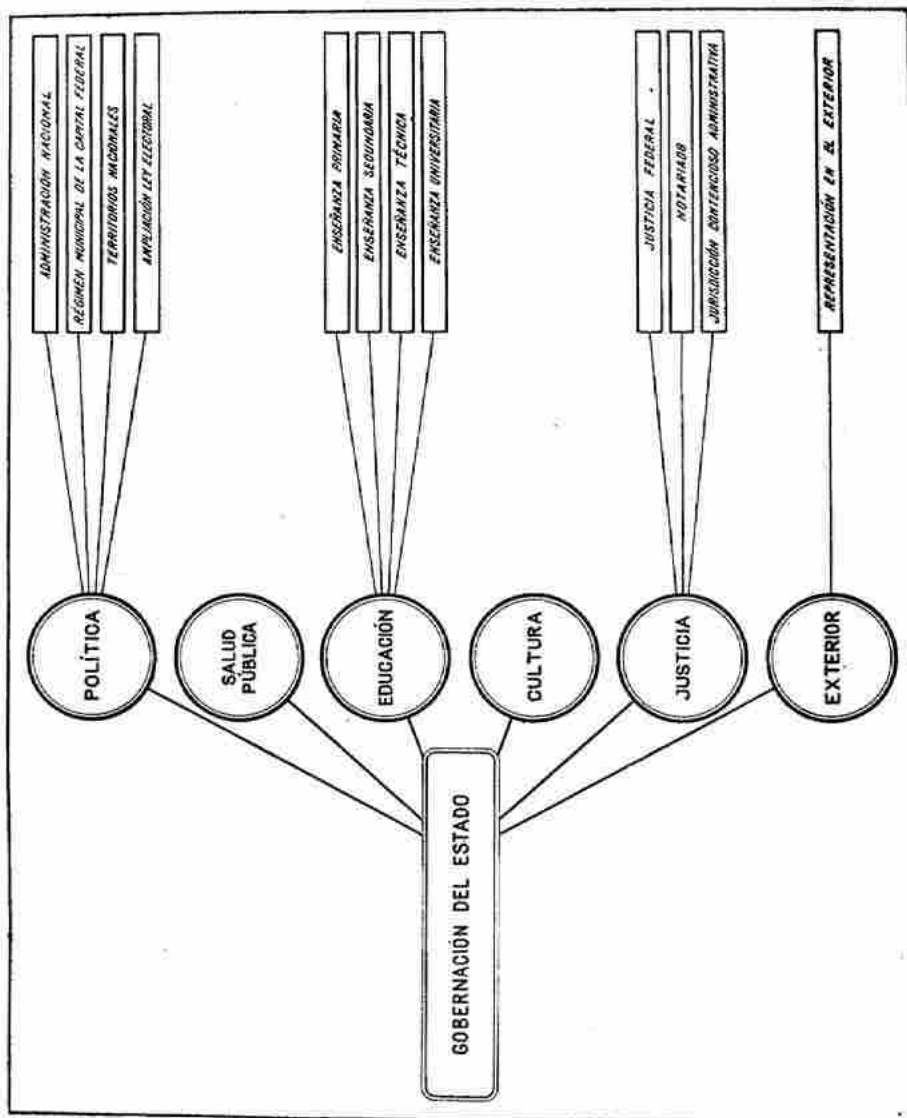 GOBERNACIÓN DEL ESTADO
POLÍTICA
SALUD
PÚBLICA
EDUCACIÓN
CULTURA
JUSTICIA
EXTERIOR
ADMINISTRACIÓN NACIONAL
RÉGIMEN MUNICIPAL DE LA CAPITAL FEDERAL
TERRITORIOS NACIONALES
AMPLIACIÓN LEY ELECTORAL
ENSEÑANZA PRIMARIA
ENSEÑANZA SEGUNDARIA
ENSEÑANZA TÉCNICA
ENSEÑANZA UNIVERSITARIA
JUSTICIA FEDERAL
NOTARIADO
JURISDICCIÓN CONTENCIOSO ADMINISTRATIVA
REPRESENTACIÓN EN EL EXTERIOR